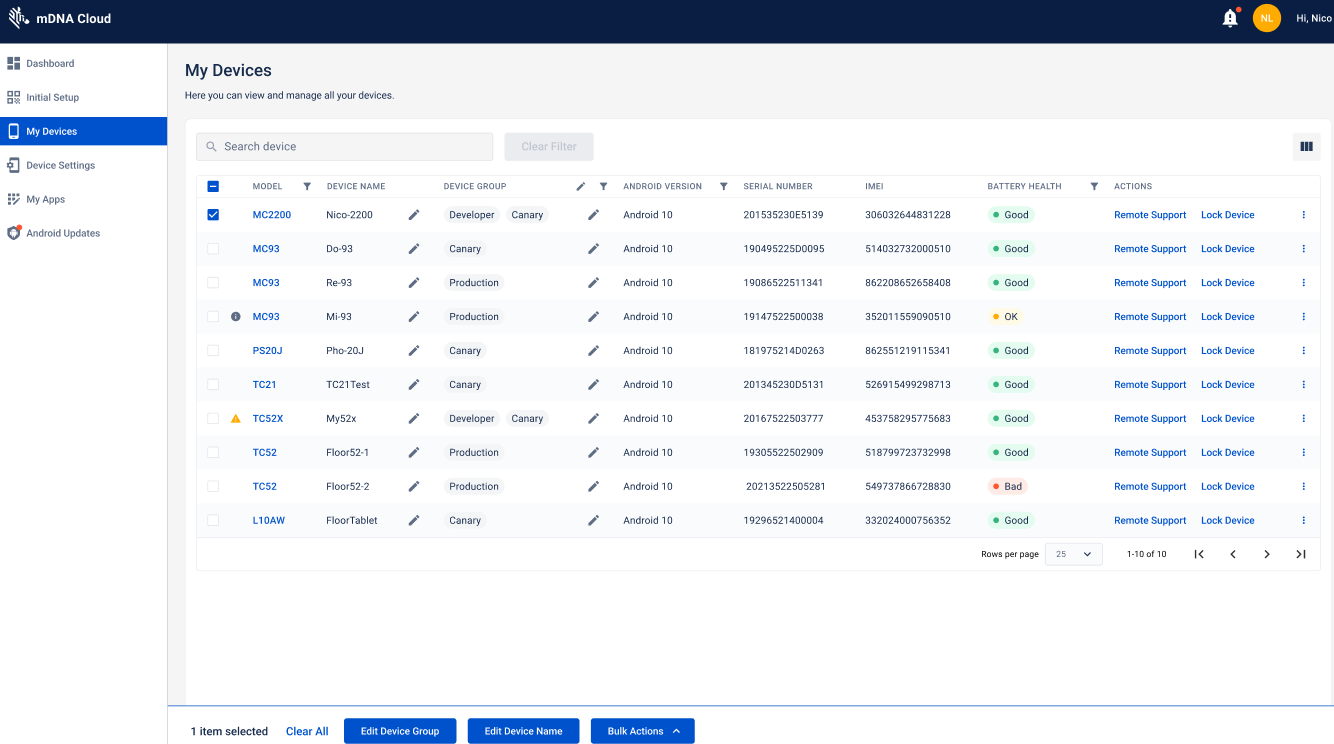 mDNA Cloud
NL
Hi, Nico
Dashboard
Initial Setup
My Devices
Device Settings
My Apps
Android Updates
My Devices
Here you can view and manage all your devices.
Search device
Clear Filter
MODEL DEVICE NAME DEVICE GROUP ANDROID VERSION SERIAL NUMBER IMEI BATTERY HEALTH ACTIONS
MC2200 Nico-2200 Developer Canary Android 10 201535230E5139 306032644831228 Good Remote Support Lock Device
MC93 Do-93 Canary Android 10 190495225D0095 514032732000510 Good Remote Support Lock Device
MC93 Re-93 Production Android 10 19086522511341 862208652658408 Good Remote Support Lock Device
MC93 Mi-93 Production Android 10 19147522500038 352011559090510 OK Remote Support Lock Device
PS20J Pho-20J Canary Android 10 181975214D0263 862551219115341 Good Remote Support Lock Device
TC21 TC21Test Canary Android 10 201345230D5131 526915499298713 Good Remote Support Lock Device
TC52X My52x Developer Canary Android 10 20167522503777 453758295775683 Good Remote Support Lock Device
TC52 Floor52-1 Production Android 10 19305522502909 518799723732998 Good Remote Support Lock Device
TC52 Floor52-2 Production Android 10 20213522505281 549737866728830 Bad Remote Support Lock Device
L10AW FloorTablet Canary Android 10 19296521400004 332024000756352 Good Remote Support Lock Device
Rows per page 25 1-10 of 10
1 item selected Clear All Edit Device Group Edit Device Name Bulk Actions